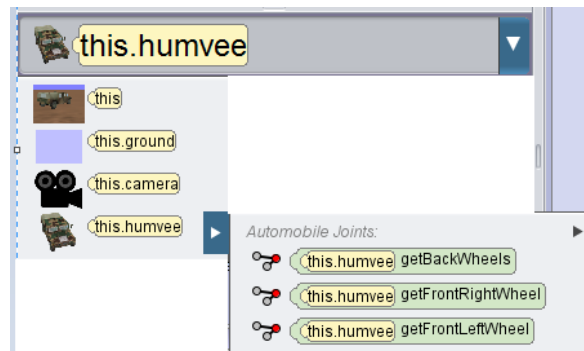 this.humvee
this
this.ground
this.camera
this.humvee
Automobile Joints:
this.humvee getBackWheels
this.humvee getFrontRightWheel
this.humvee getFrontLeftWheel